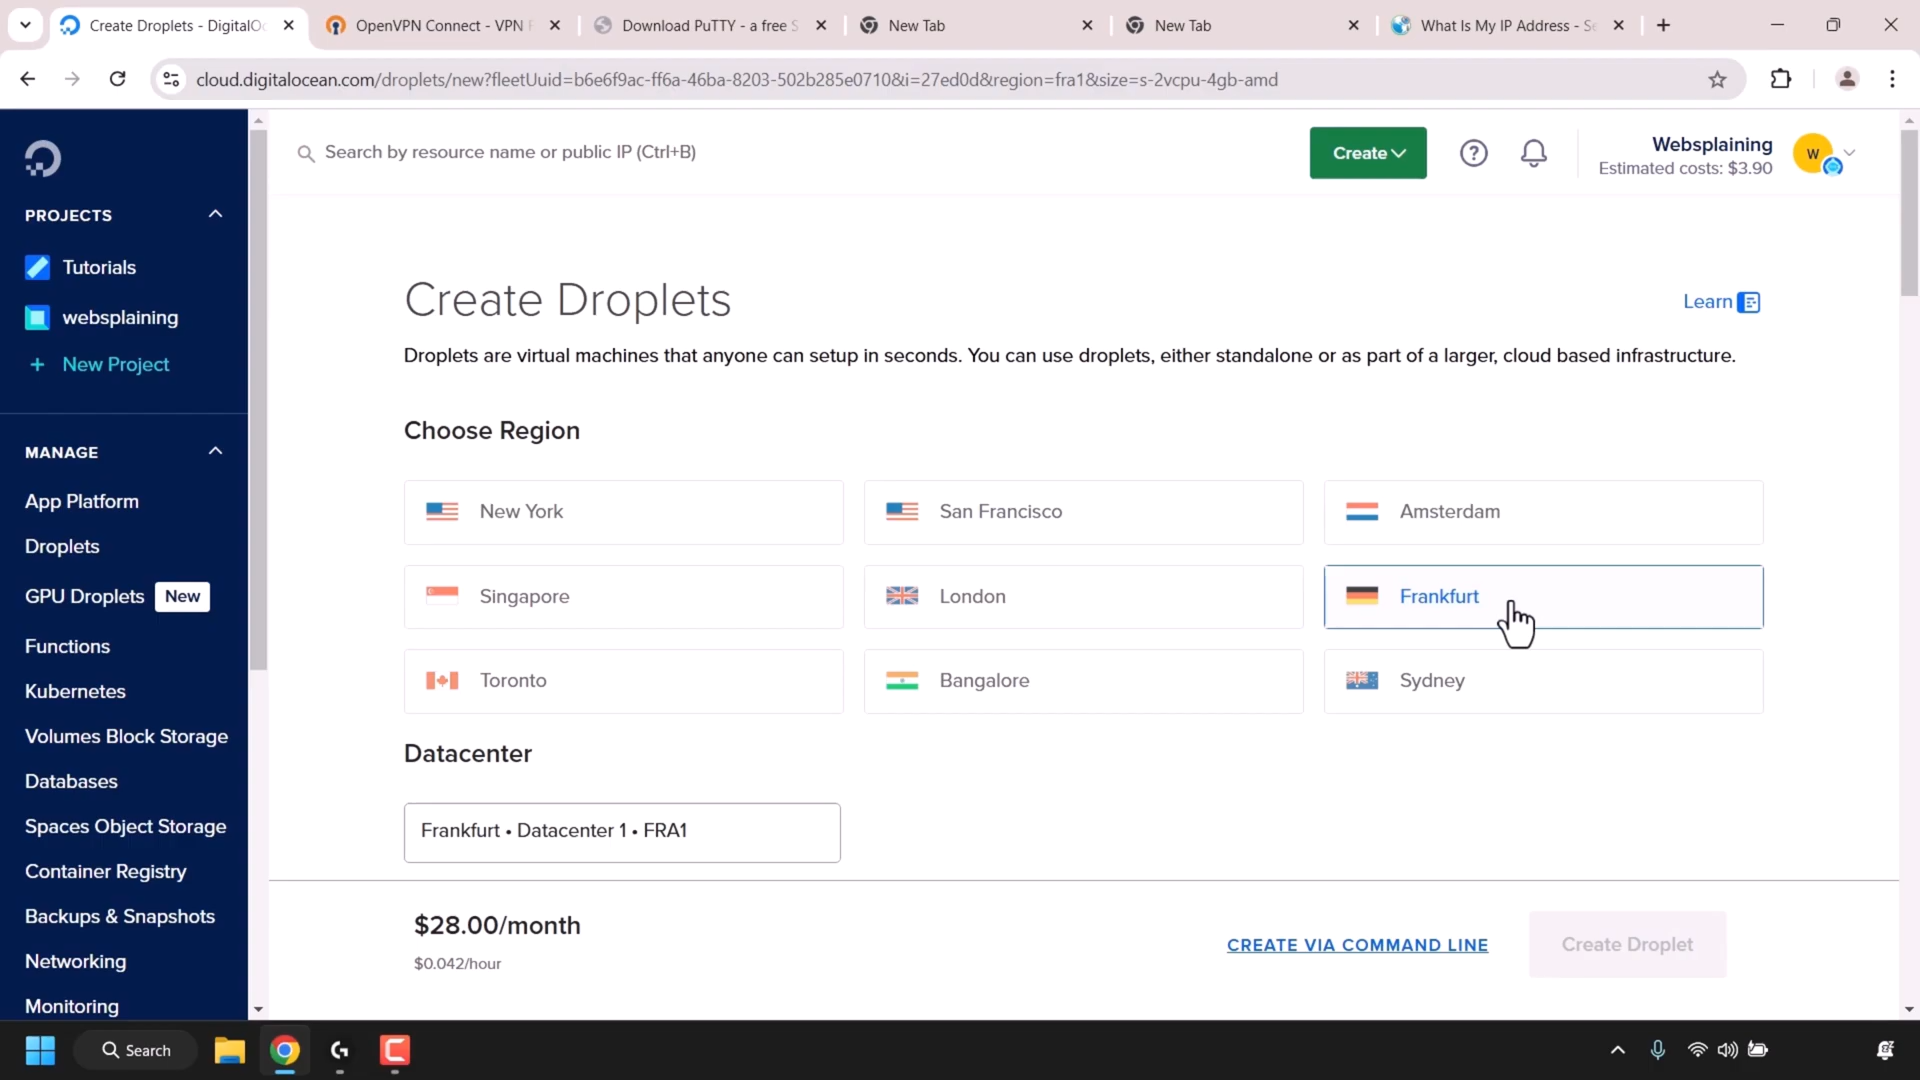 Create Droplets - DigitalOc
OpenVPN Connect - VPN
Download PuTTY - a free S
New Tab
New Tab
What Is My IP Address - Se
cloud.digitalocean.com/droplets/new?fleetUuid=b6e6f9ac-ff6a-46ba-8203-502b285e0710&i=27ed0d&region=fra1&size=s-2vcpu-4gb-amd
Search by resource name or public IP (Ctrl+B)
Create
Websplaining
Estimated costs: $3.90
W
PROJECTS
Tutorials
websplaining
+ New Project
MANAGE
App Platform
Droplets
GPU Droplets New
Functions
Kubernetes
Volumes Block Storage
Databases
Spaces Object Storage
Container Registry
Backups & Snapshots
Networking
Monitoring
Create Droplets
Learn
Droplets are virtual machines that anyone can setup in seconds. You can use droplets, either standalone or as part of a larger, cloud based infrastructure.
Choose Region
New York
San Francisco
Amsterdam
Singapore
London
Frankfurt
Toronto
Bangalore
Sydney
Datacenter
Frankfurt • Datacenter 1 • FRA1
$28.00/month
$0.042/hour
CREATE VIA COMMAND LINE
Create Droplet
Search